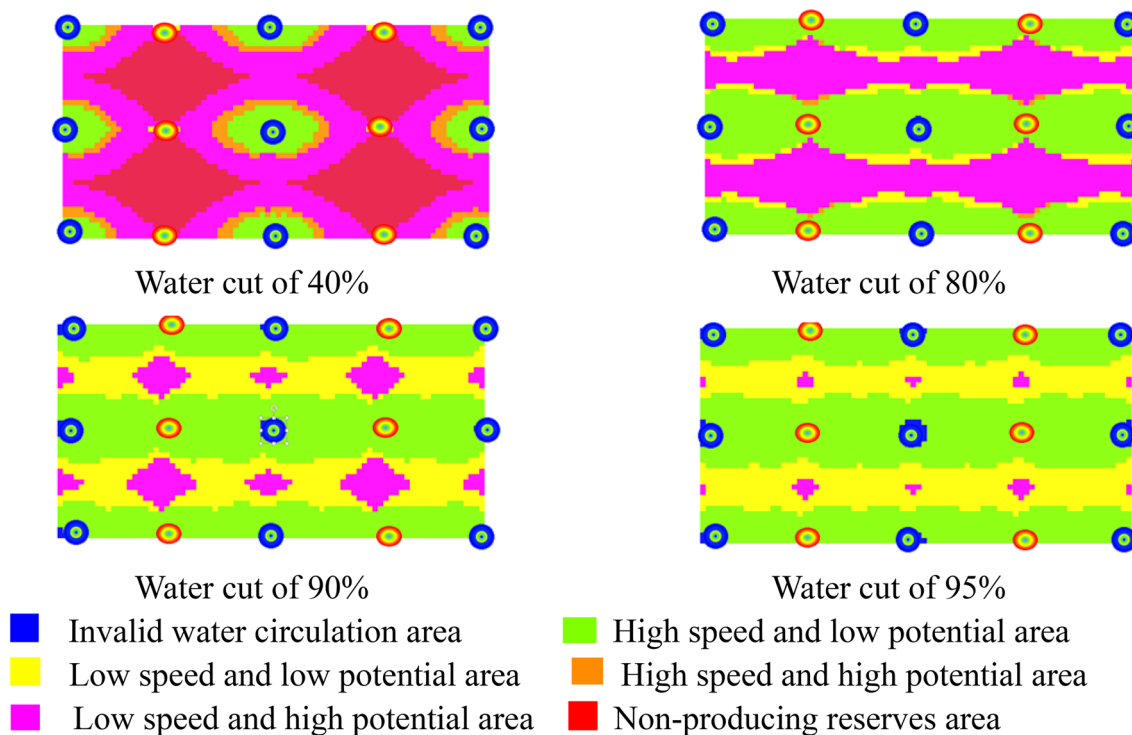 Water cut of 40%
Water cut of 80%
Water cut of 90%
Water cut of 95%
Invalid water circulation area
High speed and low potential area
Low speed and low potential area
High speed and high potential area
Low speed and high potential area
Non-producing reserves area